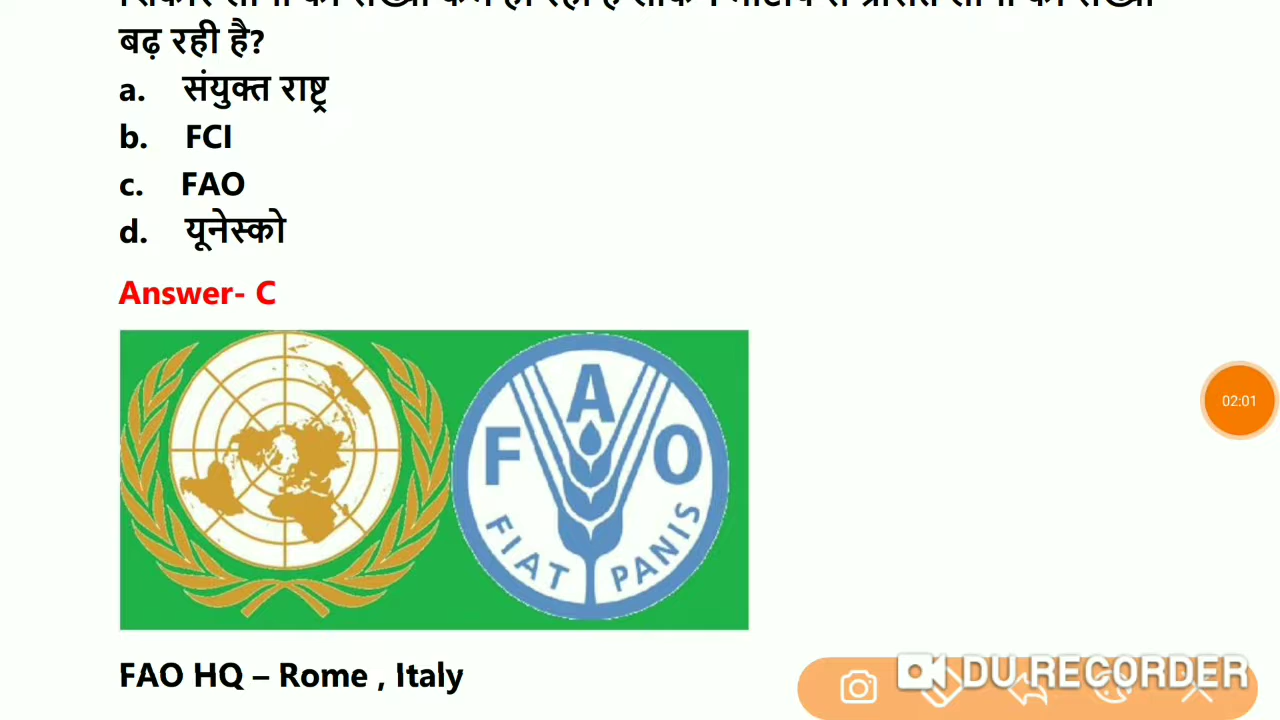 बढ़ रही है?
a. संयुक्त राष्ट्र
b. FCI
c. FAO
d. यूनेस्को
Answer- C
F A O
FIAT PANIS
02:01
FAO HQ – Rome , Italy
DU RECORDER